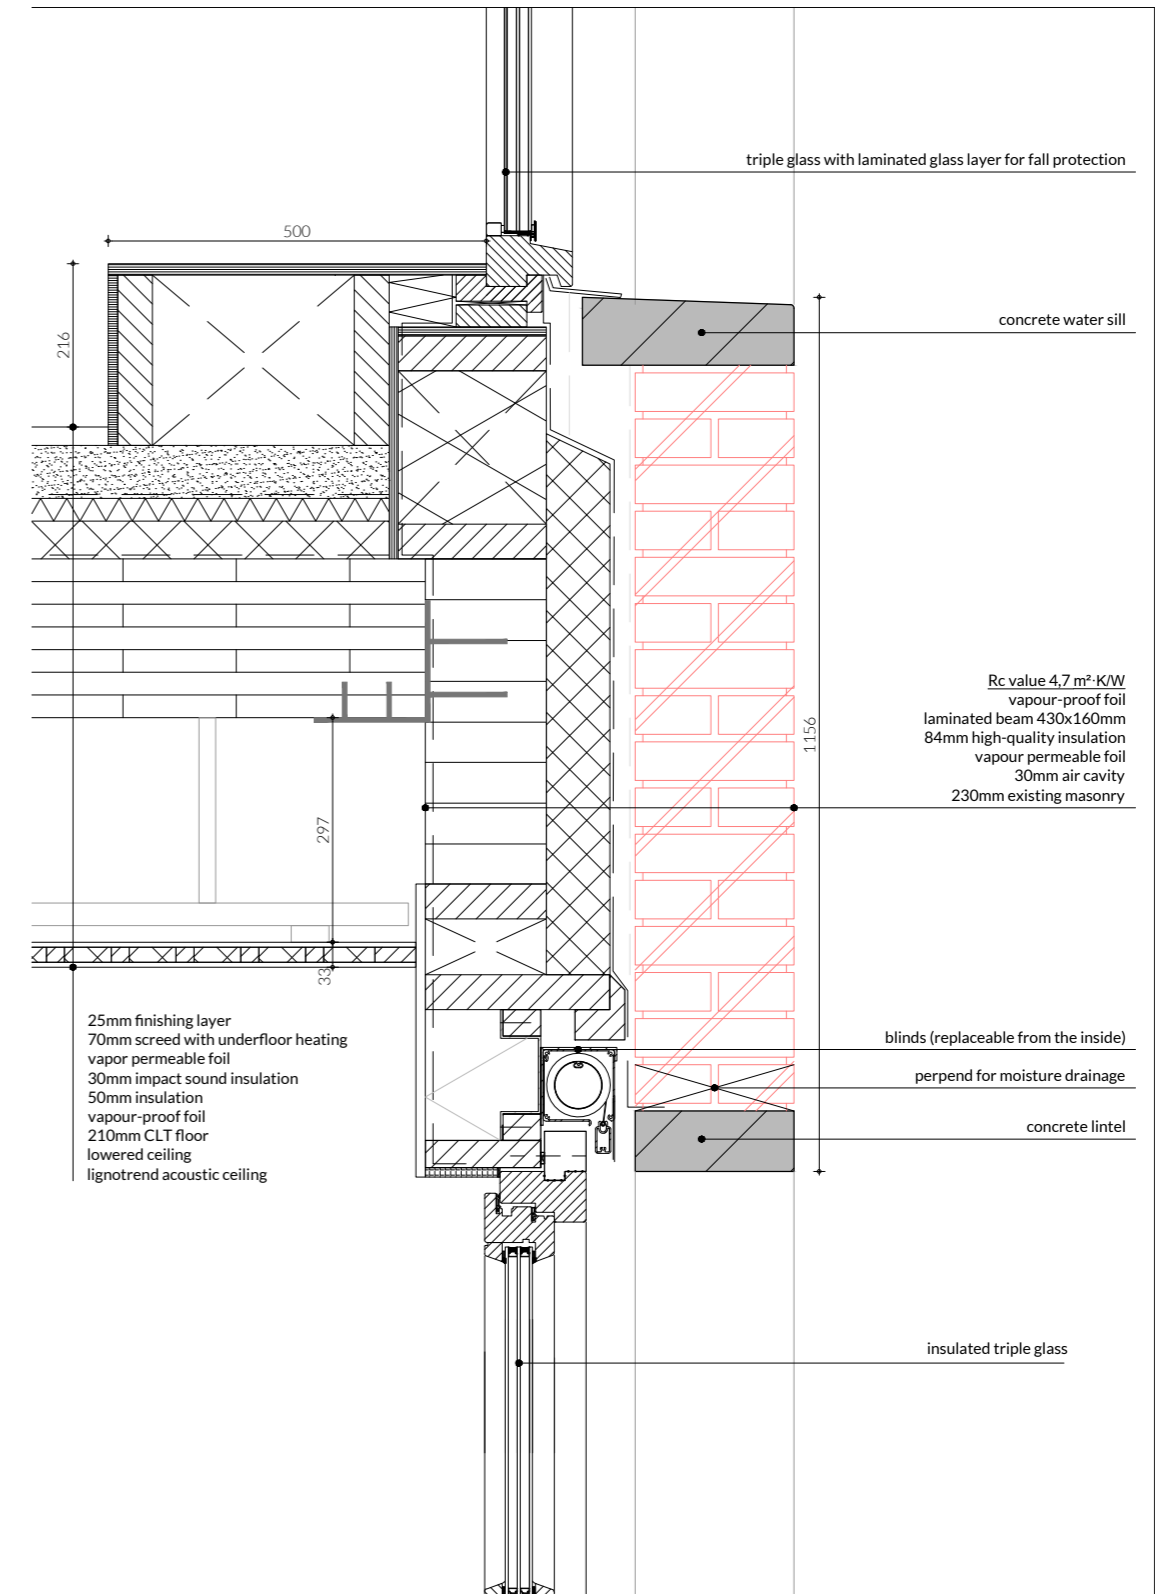 triple glass with laminated glass layer for fall protection
500
216
concrete water sill
Rc value 4,7 m²·K/W
vapour-proof foil
laminated beam 430x160mm
84mm high-quality insulation
vapour permeable foil
30mm air cavity
230mm existing masonry
1156
297
33
25mm finishing layer
70mm screed with underfloor heating
vapor permeable foil
30mm impact sound insulation
50mm insulation
vapour-proof foil
210mm CLT floor
lowered ceiling
lignotrend acoustic ceiling
blinds (replaceable from the inside)
perpend for moisture drainage
concrete lintel
insulated triple glass